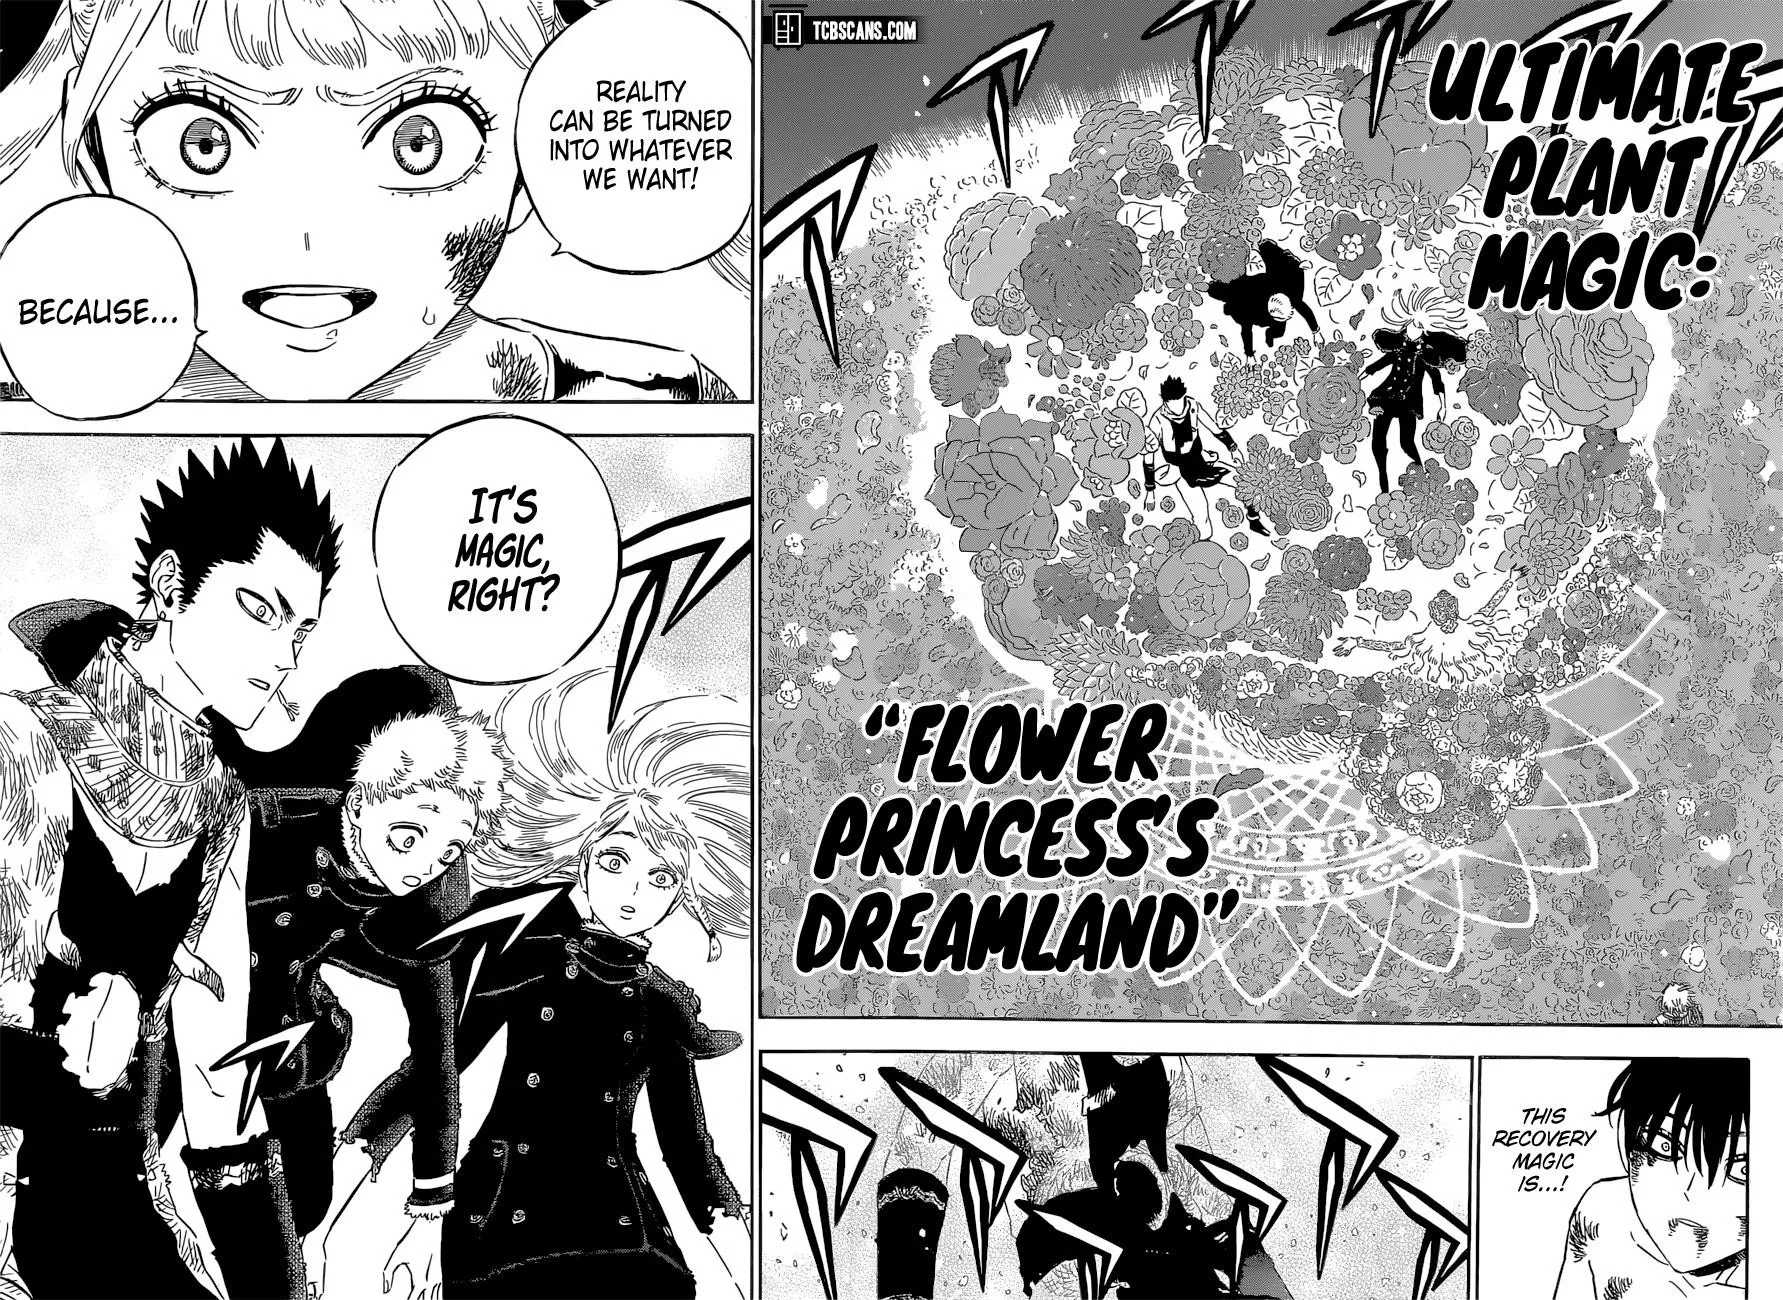 TCBSCANS.COM
ULTIMATE
PLANT
MAGIC:
"FLOWER
PRINCESS'S
DREAMLAND"
THIS
RECOVERY
MAGIC
IS...!
REALITY
CAN BE TURNED
INTO WHATEVER
WE WANT!
BECAUSE...
IT'S
MAGIC,
RIGHT?